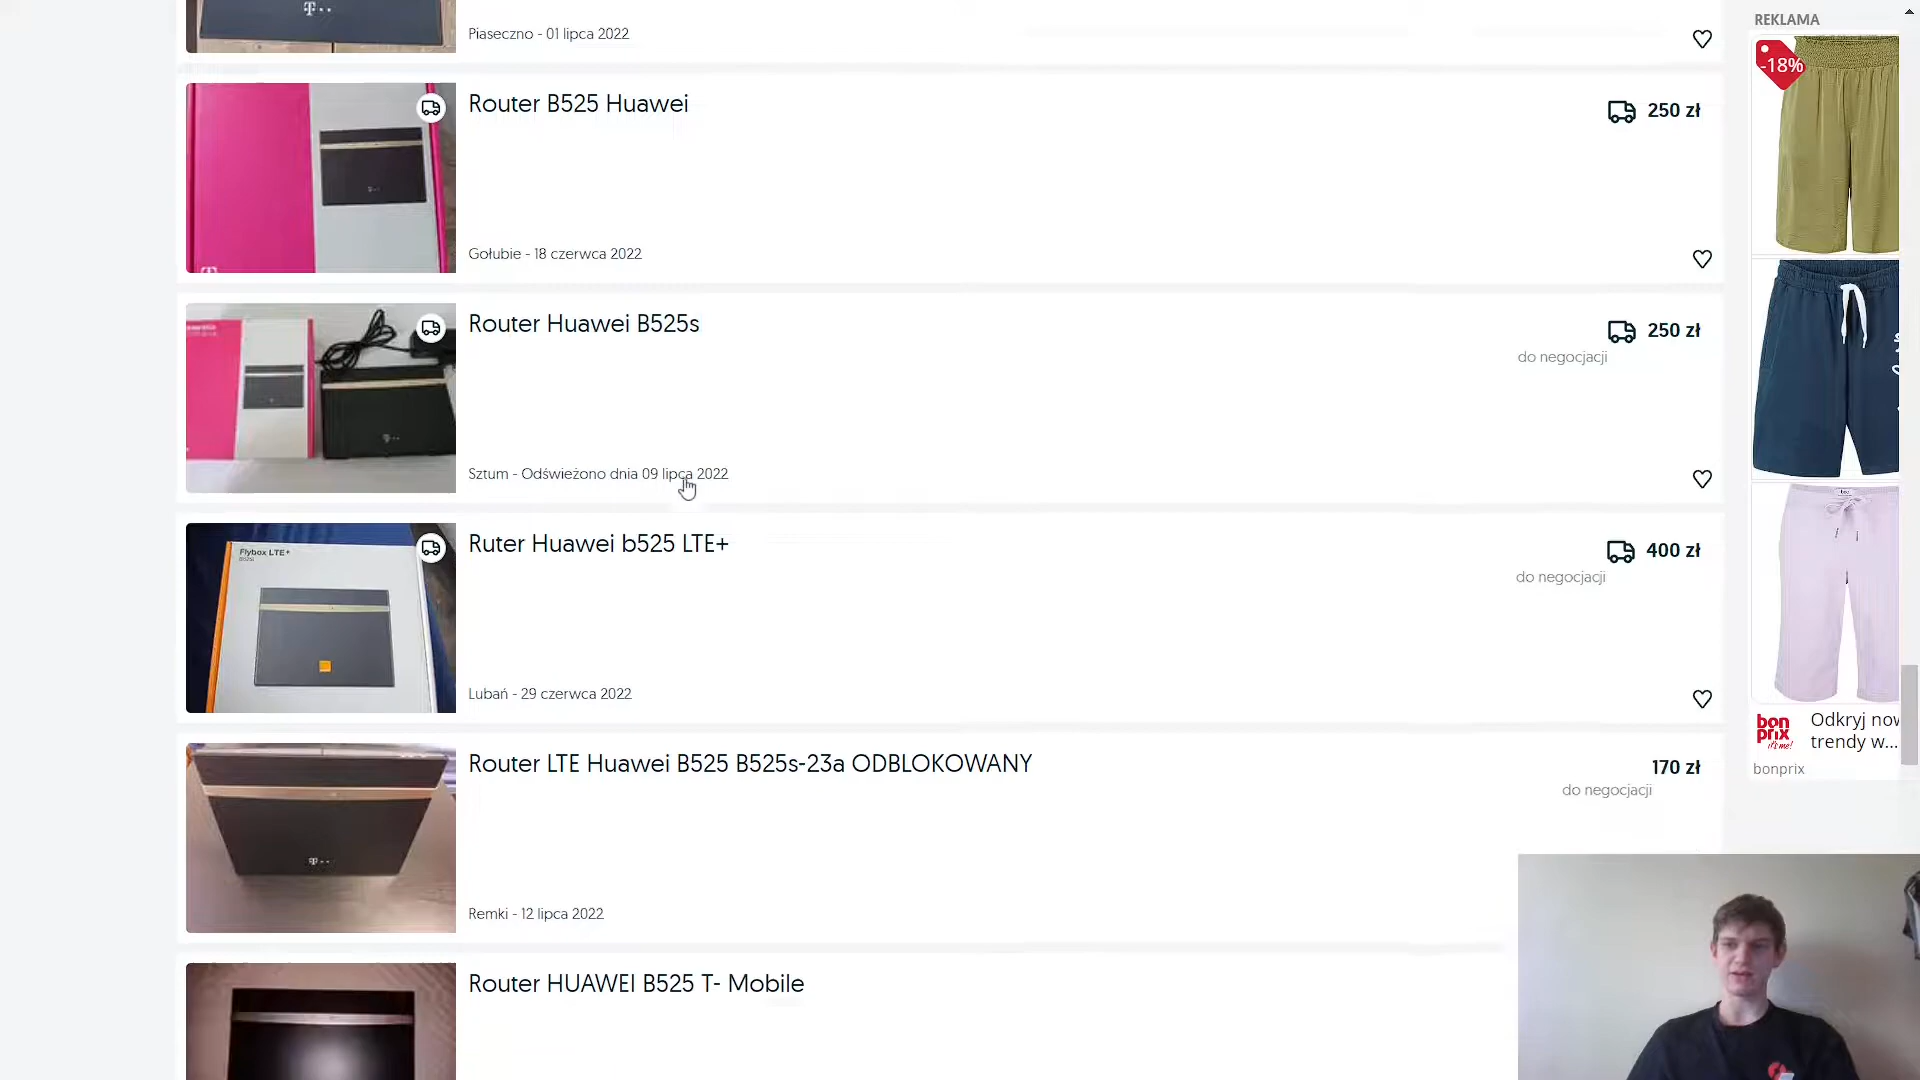 Piaseczno - 01 lipca 2022
REKLAMA
-18%
Router B525 Huawei
250 zł
Gołubie - 18 czerwca 2022
Router Huawei B525s
250 zł
do negocjacji
Sztum - Odświeżono dnia 09 lipca 2022
Flybox LTE+
Ruter Huawei b525 LTE+
400 zł
do negocjacji
Lubań - 29 czerwca 2022
bon
prix
it's me!
Odkryj
trendy w...
bonprix
Router LTE Huawei B525 B525s-23a ODBLOKOWANY
170 zł
do negocjacji
Remki - 12 lipca 2022
Router HUAWEI B525 T- Mobile